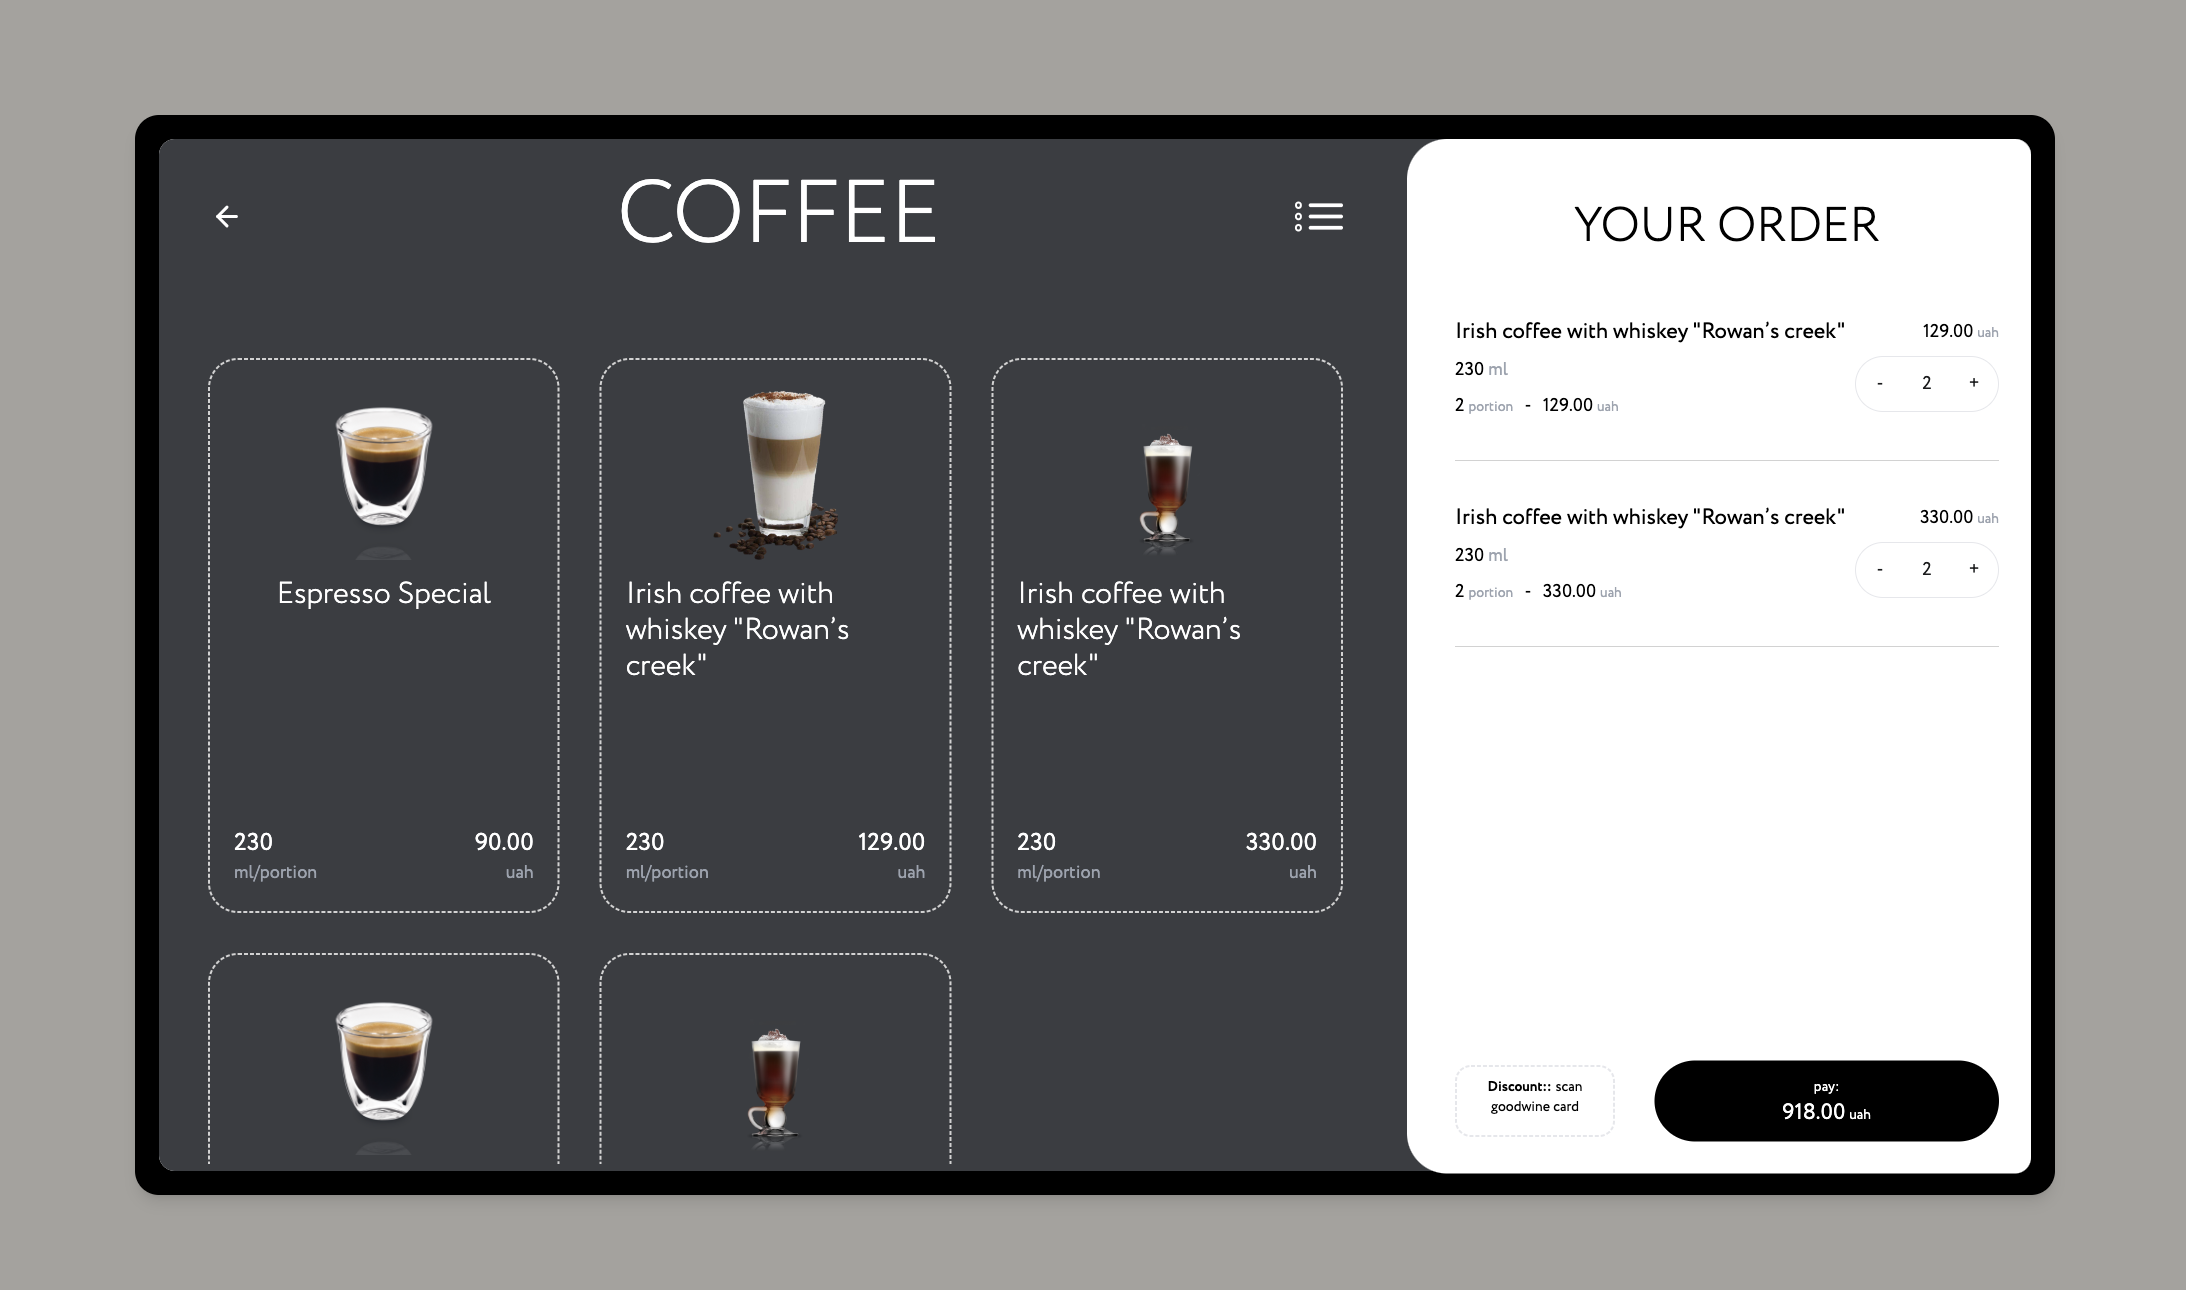 COFFEE
Espresso Special
230
90.00
ml/portion
uah
Irish coffee with
whiskey "Rowan’s
creek"
230
129.00
ml/portion
uah
Irish coffee with
whiskey "Rowan’s
creek"
230
330.00
ml/portion
uah
YOUR ORDER
Irish coffee with whiskey "Rowan’s creek"
129.00 uah
230 ml
- 2 +
2 portion - 129.00 uah
Irish coffee with whiskey "Rowan’s creek"
330.00 uah
230 ml
- 2 +
2 portion - 330.00 uah
Discount:: scan
goodwine card
pay:
918.00 uah